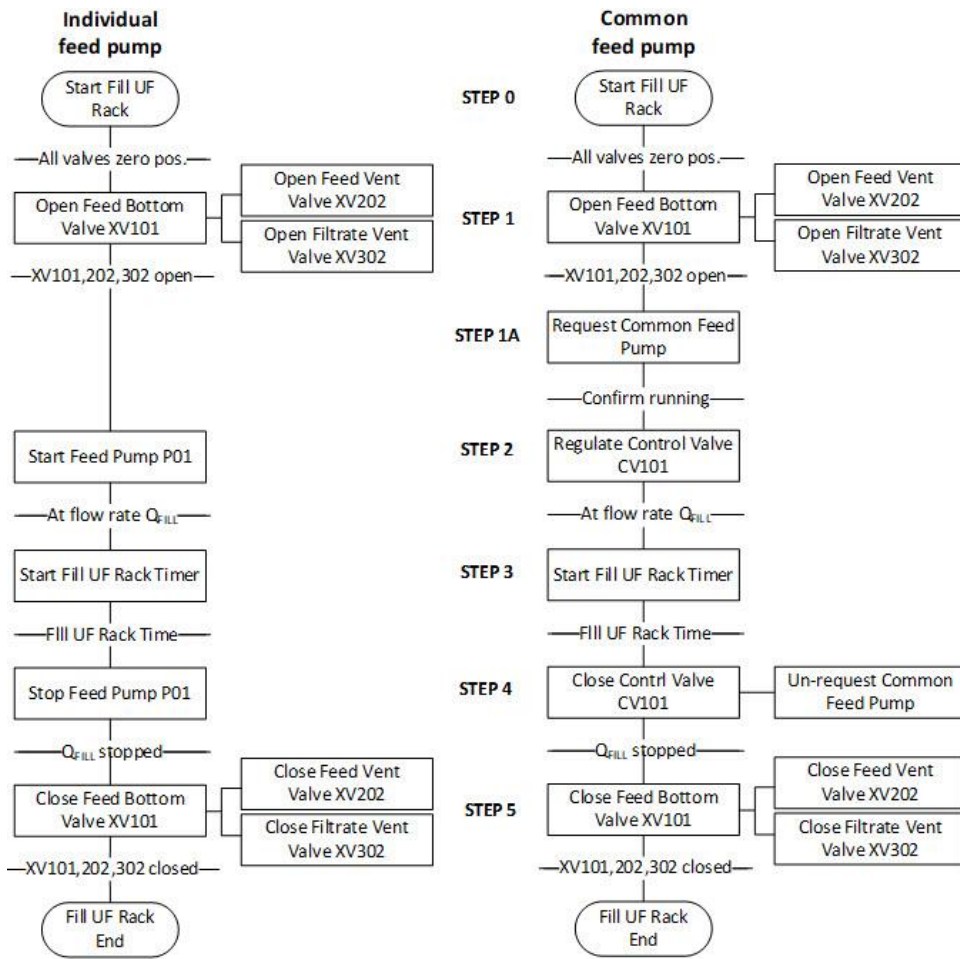 Individual
feed pump
Common
feed pump
Start Fill UF
Rack
STEP 0
Start Fill UF
Rack
All valves zero pos.
All valves zero pos.
Open Feed Bottom
Valve XV101
Open Feed Vent
Valve XV202
Open Filtrate Vent
Valve XV302
STEP 1
Open Feed Bottom
Valve XV101
Open Feed Vent
Valve XV202
Open Filtrate Vent
Valve XV302
XV101,202,302 open
XV101,202,302 open
STEP 1A
Request Common Feed
Pump
Confirm running
Start Feed Pump P01
STEP 2
Regulate Control Valve
CV101
At flow rate QFILL
At flow rate QFILL
Start Fill UF Rack Timer
STEP 3
Start Fill UF Rack Timer
FIll UF Rack Time
FIll UF Rack Time
Stop Feed Pump P01
STEP 4
Close Contrl Valve
CV101
Un-request Common
Feed Pump
QFILL stopped
QFILL stopped
Close Feed Bottom
Valve XV101
Close Feed Vent
Valve XV202
Close Filtrate Vent
Valve XV302
STEP 5
Close Feed Bottom
Valve XV101
Close Feed Vent
Valve XV202
Close Filtrate Vent
Valve XV302
XV101,202,302 closed
XV101,202,302 closed
Fill UF Rack
End
Fill UF Rack
End